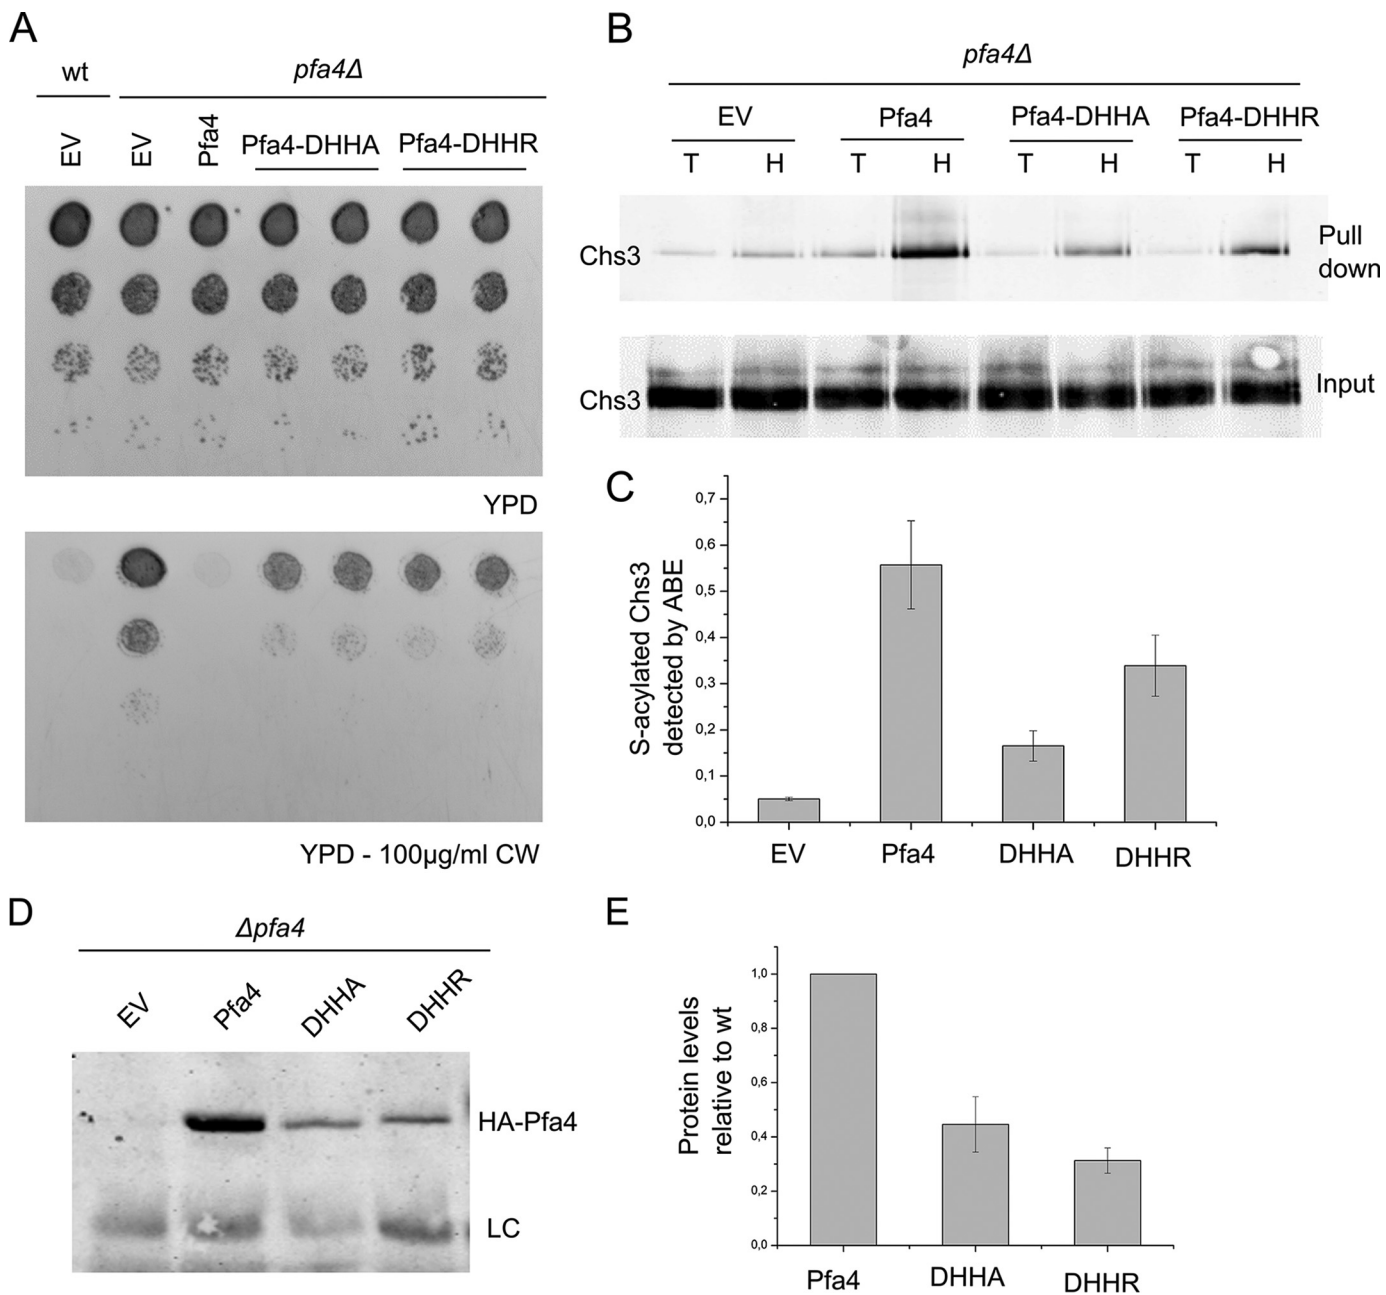 A
wt
pfa4Δ
EV
EV
Pfa4
Pfa4-DHHA
Pfa4-DHHR
YPD
YPD - 100µg/ml CW
B
pfa4Δ
EV
Pfa4
Pfa4-DHHA
Pfa4-DHHR
T
H
T
H
T
H
T
H
Chs3
Pull
down
Chs3
Input
C
S-acylated Chs3
detected by ABE
0,7
0,6
0,5
0,4
0,3
0,2
0,1
0,0
EV
Pfa4
DHHA
DHHR
D
Δpfa4
EV
Pfa4
DHHA
DHHR
HA-Pfa4
LC
E
Protein levels
relative to wt
1,0
0,8
0,6
0,4
0,2
0,0
Pfa4
DHHA
DHHR